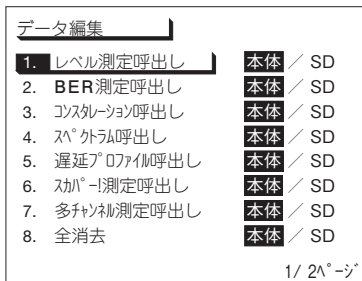 データ編集
1. レベル測定呼出し 本体 ／ SD
2. BER測定呼出し 本体 ／ SD
3. ｺﾝｽﾀﾚｰｼｮﾝ呼出し 本体 ／ SD
4. ｽﾍﾟｸﾄﾗﾑ呼出し 本体 ／ SD
5. 遅延ﾌﾟﾛﾌｧｲﾙ呼出し 本体 ／ SD
6. ｽｶﾊﾟｰ!測定呼出し 本体 ／ SD
7. 多ﾁｬﾝﾈﾙ測定呼出し 本体 ／ SD
8. 全消去 本体 ／ SD
1/ 2ﾍﾟｰｼﾞ